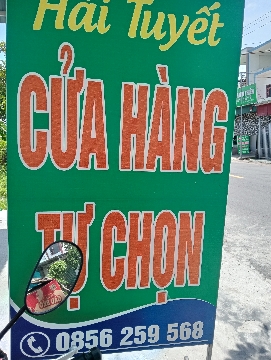 Hải Tuyết
CỬA HÀNG
TỰ CHỌN
0856 259 568